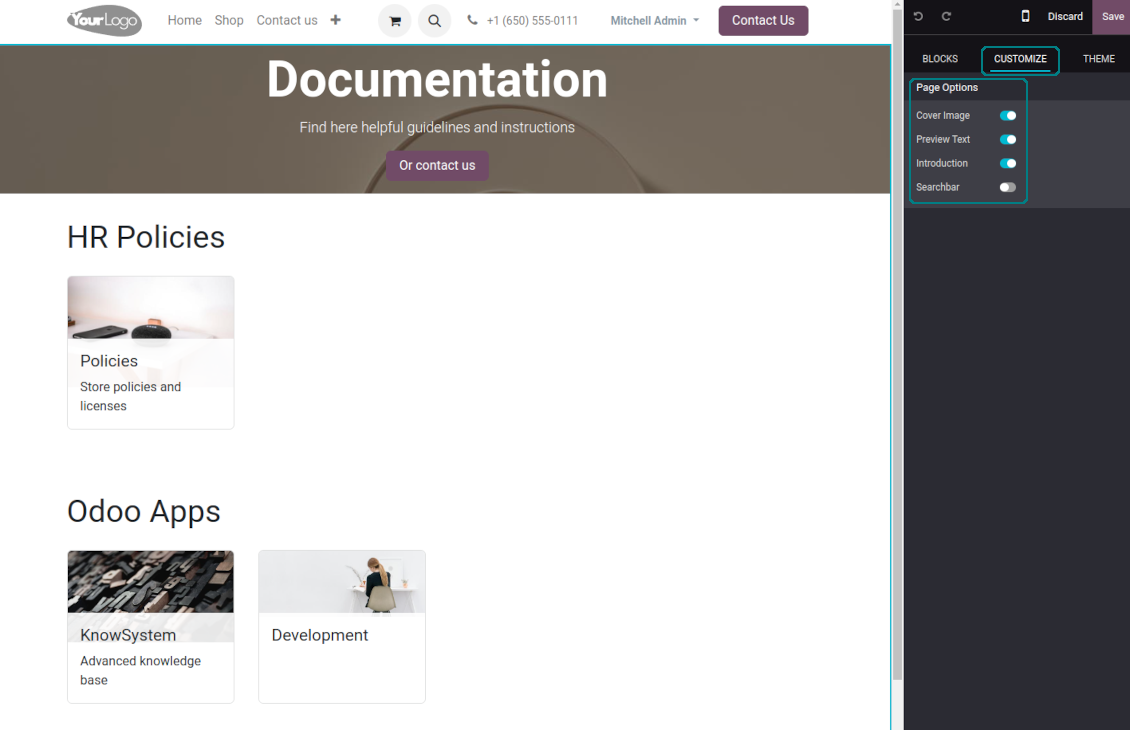 YourLogo Home Shop Contact us + +1 (650) 555-0111 Mitchell Admin Contact Us
Discard Save
BLOCKS CUSTOMIZE THEME
Page Options
Cover Image
Preview Text
Introduction
Searchbar
Documentation
Find here helpful guidelines and instructions
Or contact us
HR Policies
Policies
Store policies and
licenses
Odoo Apps
KnowSystem
Advanced knowledge
base
Development